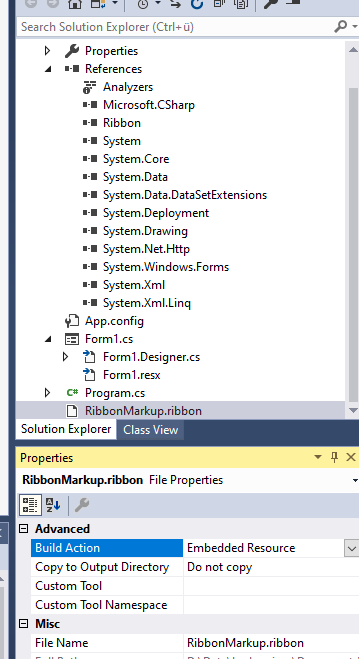 Search Solution Explorer (Ctrl+ü)
Properties
References
Analyzers
Microsoft.CSharp
Ribbon
System
System.Core
System.Data
System.Data.DataSetExtensions
System.Deployment
System.Drawing
System.Net.Http
System.Windows.Forms
System.Xml
System.Xml.Linq
App.config
Form1.cs
Form1.Designer.cs
Form1.resx
C# Program.cs
RibbonMarkup.ribbon
Solution Explorer Class View
Properties
RibbonMarkup.ribbon File Properties
Advanced
Build Action Embedded Resource
Copy to Output Directory Do not copy
Custom Tool
Custom Tool Namespace
Misc
File Name RibbonMarkup.ribbon